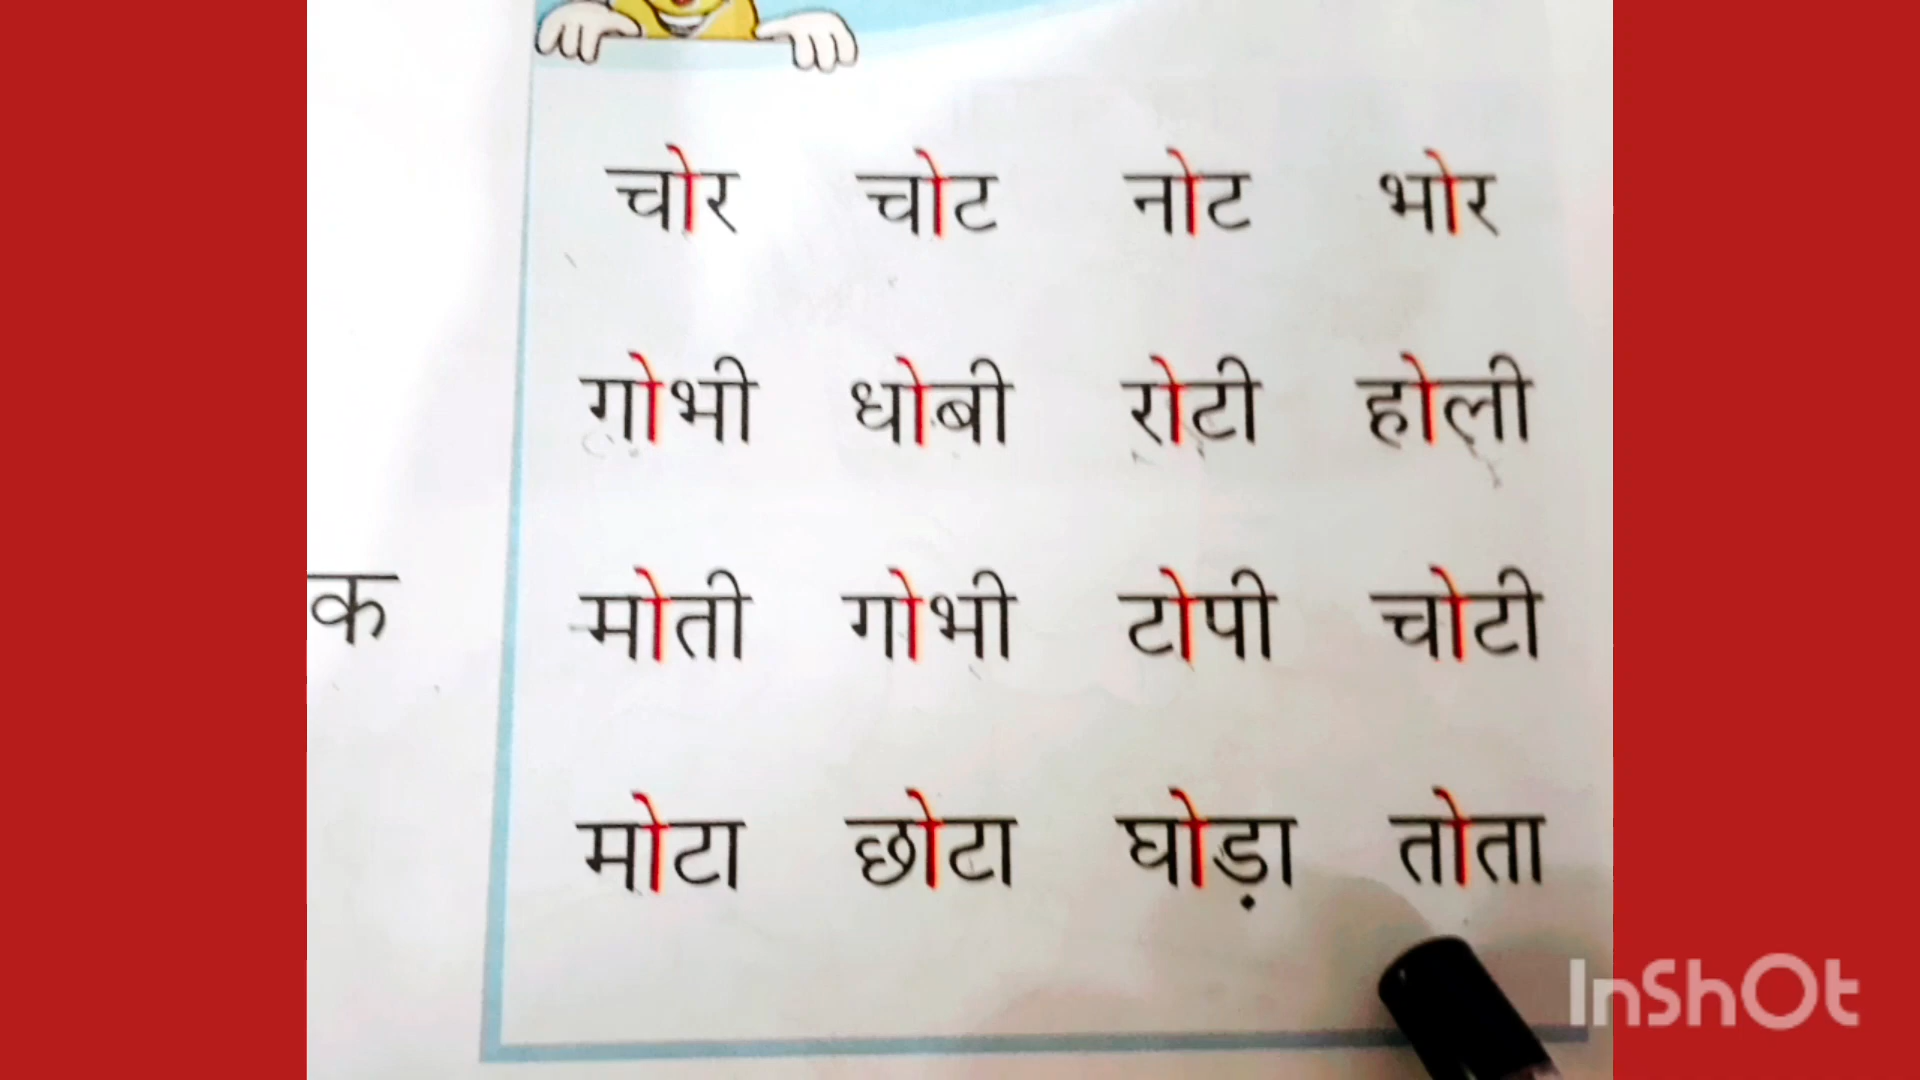 चोर चोट नोट भोर
गोभी धोबी रोटी होली
क
मोती गोभी टोपी चोटी
मोटा छोटा घोड़ा तोता
InShOt